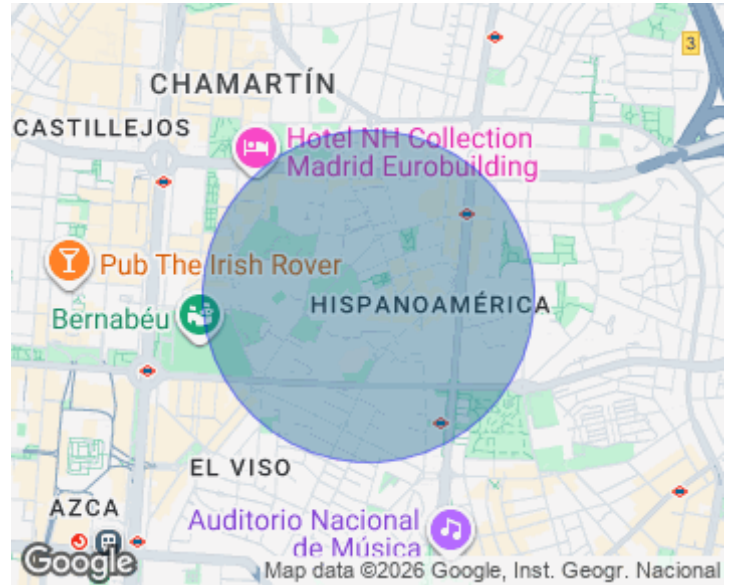 3
CHAMARTÍN
CASTILLEJOS
Hotel NH Collection
Madrid Eurobuilding
Pub The Irish Rover
Bernabéu
HISPANOAMÉRICA
EL VISO
AZCA
Auditorio Nacional
de Música
Google
Map data ©2026 Google, Inst. Geogr. Nacional